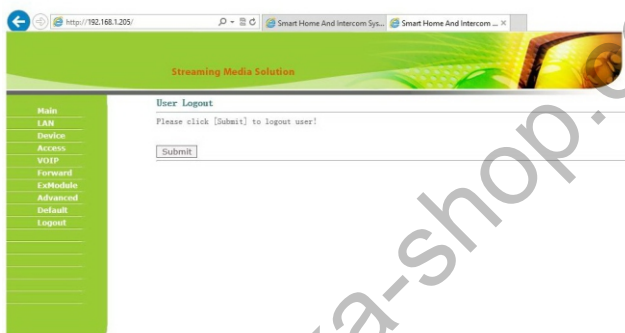 http://192.168.1.205/
Smart Home And Intercom Sys...
Smart Home And Intercom ... ×
Streaming Media Solution
Main
LAN
Device
Access
VOIP
Forward
ExModule
Advanced
Default
Logout
User Logout
Please click [Submit] to logout user!
Submit